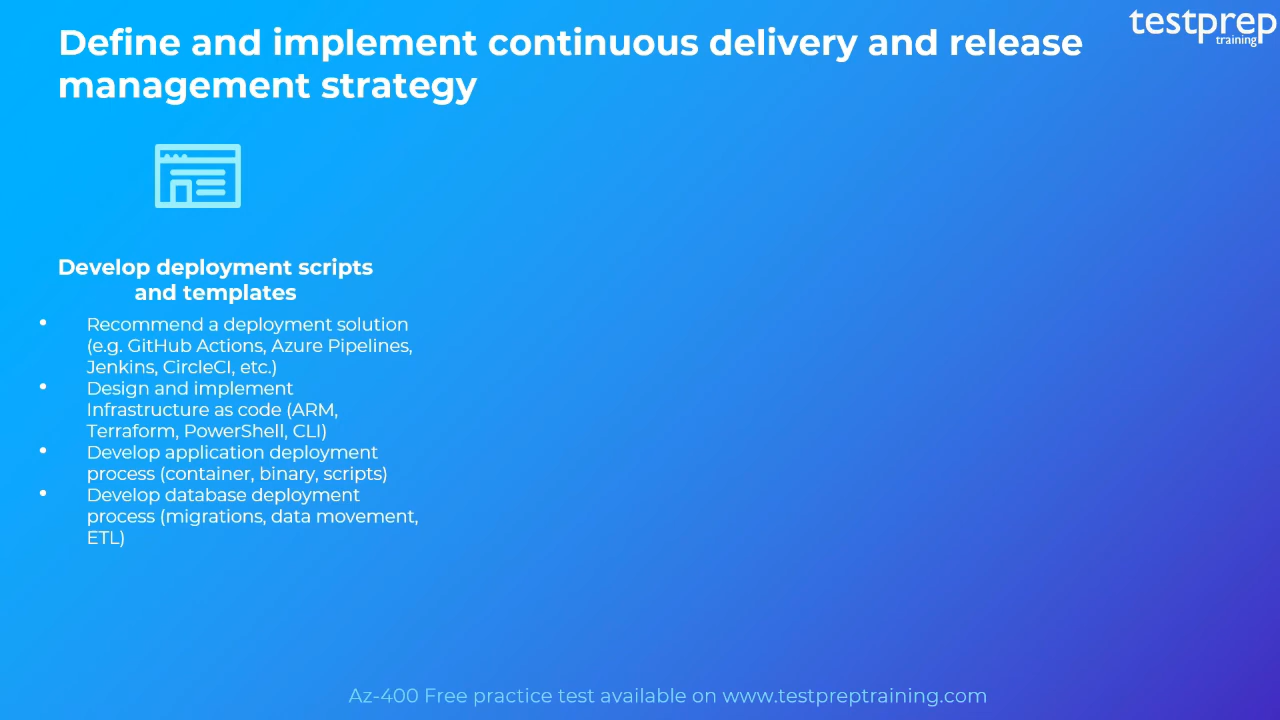 testprep
training
Define and implement continuous delivery and release
management strategy
Develop deployment scripts
and templates
• Recommend a deployment solution
(e.g. GitHub Actions, Azure Pipelines,
Jenkins, CircleCI, etc.)
• Design and implement
Infrastructure as code (ARM,
Terraform, PowerShell, CLI)
• Develop application deployment
process (container, binary, scripts)
• Develop database deployment
process (migrations, data movement,
ETL)
Az-400 Free practice test available on www.testpreptraining.com